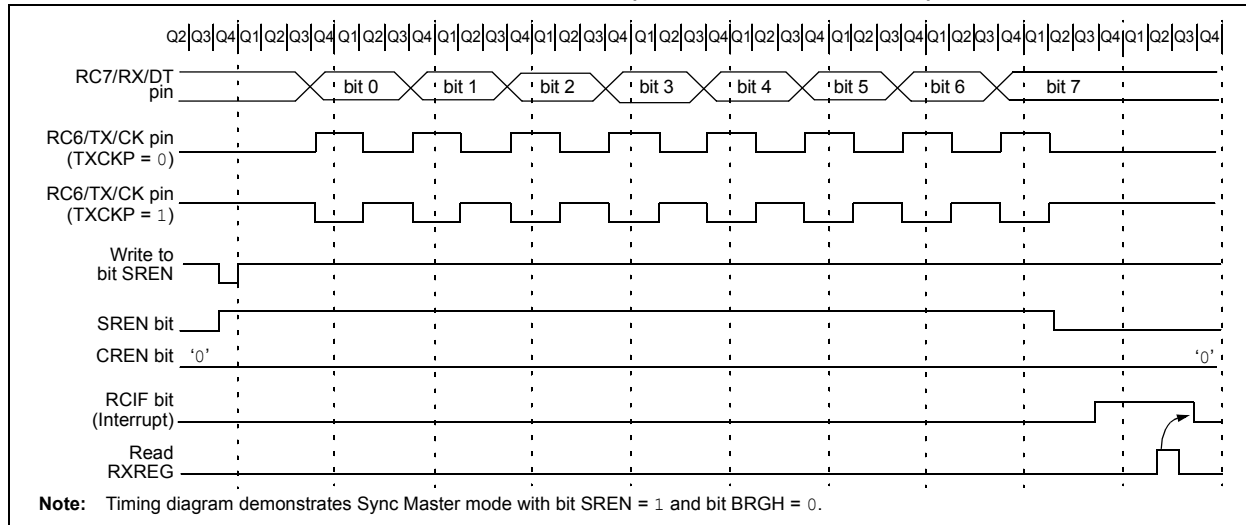 Q2 Q3 Q4 Q1 Q2 Q3 Q4 Q1 Q2 Q3 Q4 Q1 Q2 Q3 Q4 Q1 Q2 Q3 Q4 Q1 Q2 Q3 Q4 Q1 Q2 Q3 Q4 Q1 Q2 Q3 Q4 Q1 Q2 Q3 Q4 Q1 Q2 Q3 Q4 Q1 Q2 Q3 Q4
RC7/RX/DT
pin
bit 0 bit 1 bit 2 bit 3 bit 4 bit 5 bit 6 bit 7
RC6/TX/CK pin
(TXCKP = 0)
RC6/TX/CK pin
(TXCKP = 1)
Write to
bit SREN
SREN bit
CREN bit ‘0’ ‘0’
RCIF bit
(Interrupt)
Read
RXREG
Note: Timing diagram demonstrates Sync Master mode with bit SREN = 1 and bit BRGH = 0.